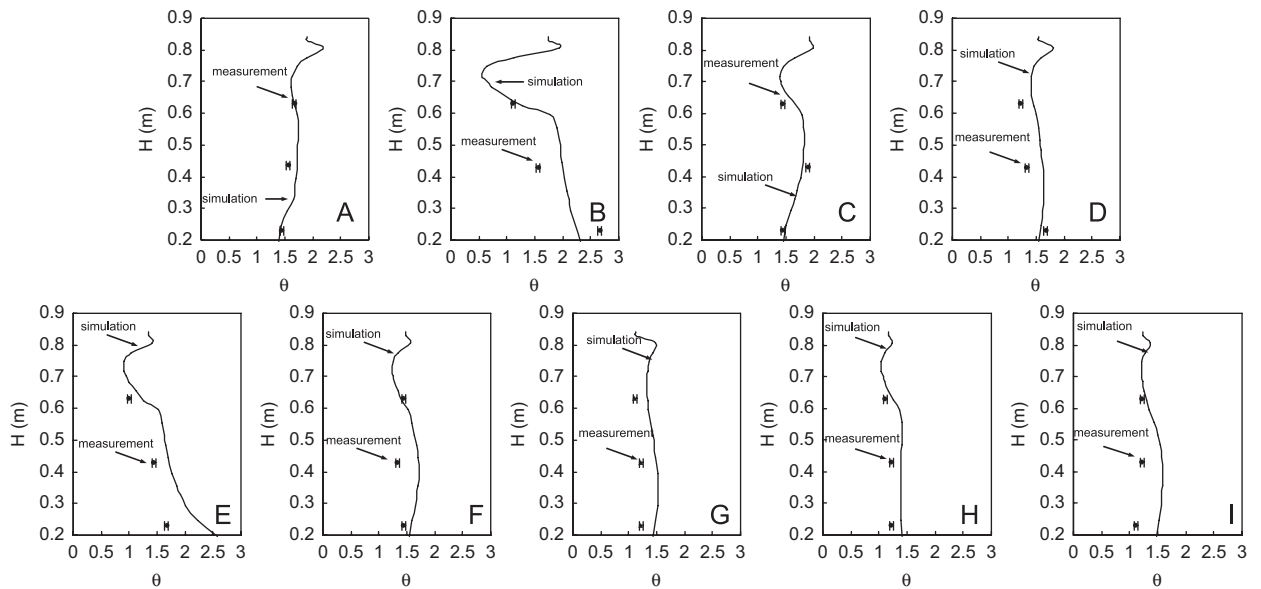 0.9 0.9 0.9 0.9
0.8 0.8 0.8 0.8
measurement simulation measurement simulation
0.7 0.7 0.7 0.7
H (m) H (m) H (m) H (m)
0.6 0.6 0.6 0.6
0.5 measurement 0.5 0.5 measurement 0.5
0.4 0.4 0.4 0.4
simulation simulation
0.3 0.3 0.3 0.3
A B C D
0.2 0.2 0.2 0.2
0 0.5 1 1.5 2 2.5 3 0 0.5 1 1.5 2 2.5 3 0 0.5 1 1.5 2 2.5 3 0 0.5 1 1.5 2 2.5 3
θ θ θ θ
0.9 0.9 0.9 0.9 0.9
simulation simulation simulation simulation simulation
0.8 0.8 0.8 0.8 0.8
0.7 0.7 0.7 0.7 0.7
H (m) H (m) H (m) H (m) H (m)
0.6 0.6 0.6 0.6 0.6
0.5 0.5 0.5 0.5 0.5
measurement measurement measurement measurement measurement
0.4 0.4 0.4 0.4 0.4
0.3 0.3 0.3 0.3 0.3
E F G H I
0.2 0.2 0.2 0.2 0.2
0 0.5 1 1.5 2 2.5 3 0 0.5 1 1.5 2 2.5 3 0 0.5 1 1.5 2 2.5 3 0 0.5 1 1.5 2 2.5 3 0 0.5 1 1.5 2 2.5 3
θ θ θ θ θ